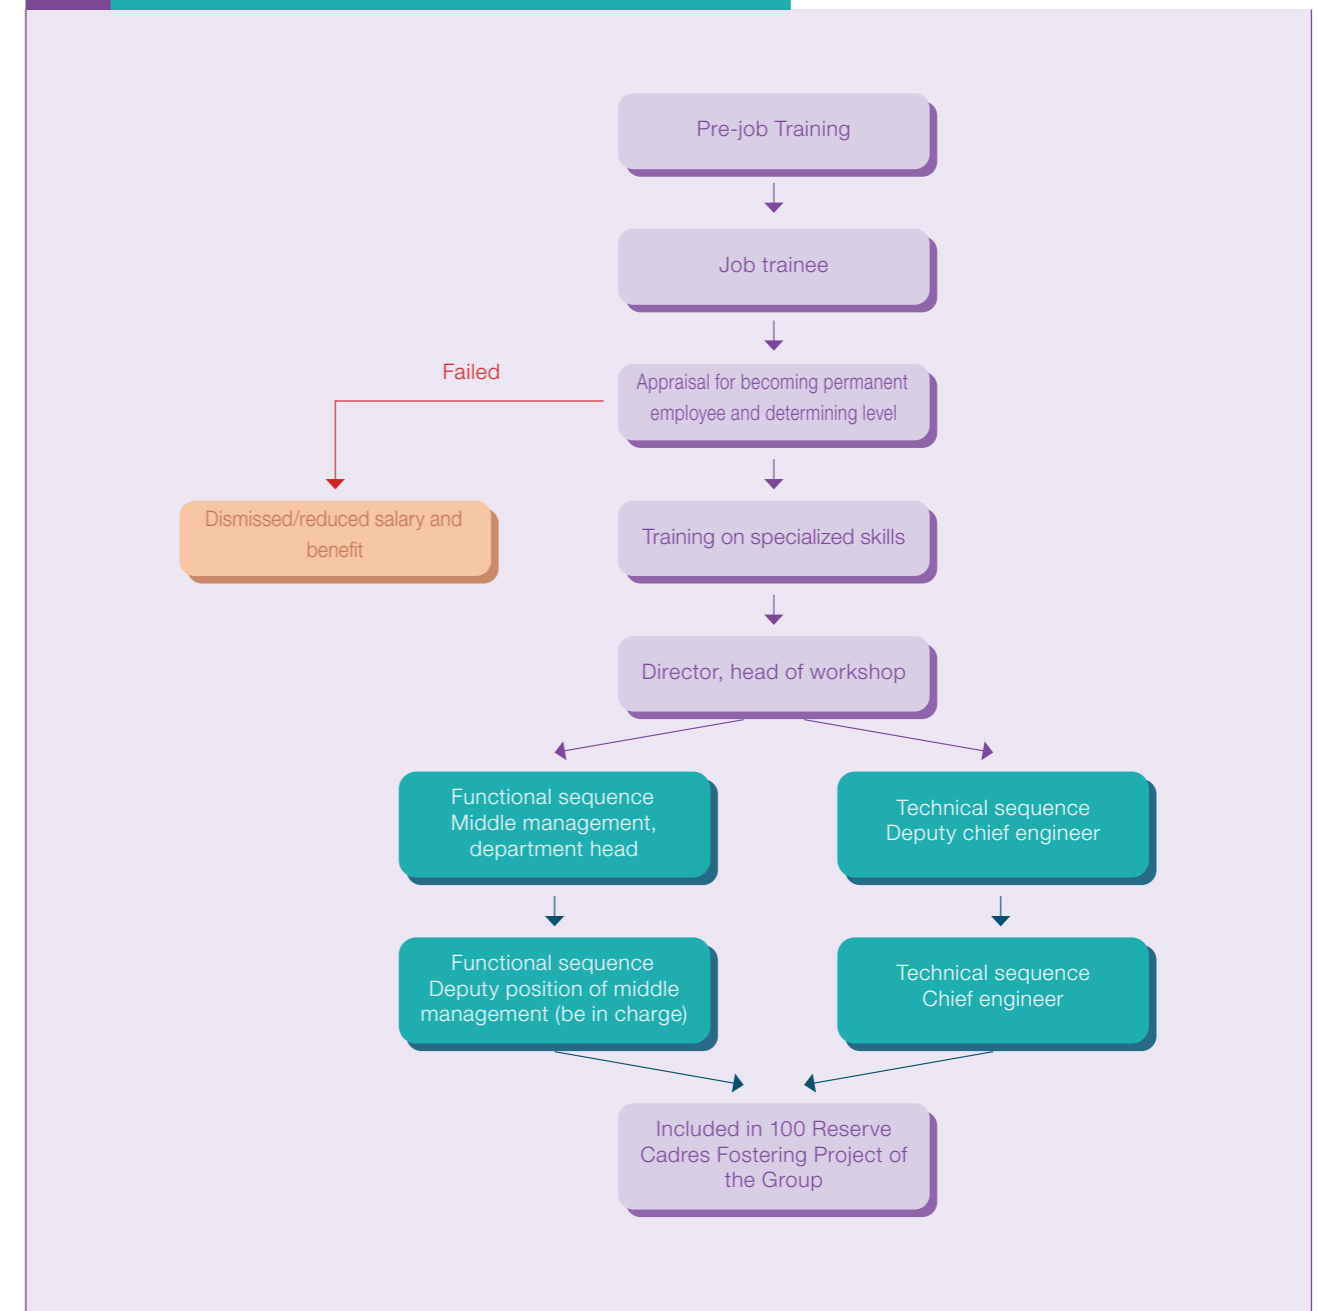 Pre-job Training
Job trainee
Failed
Appraisal for becoming permanent
employee and determining level
Dismissed/reduced salary and
benefit
Training on specialized skills
Director, head of workshop
Functional sequence
Middle management,
department head
Technical sequence
Deputy chief engineer
Functional sequence
Deputy position of middle
management (be in charge)
Technical sequence
Chief engineer
Included in 100 Reserve
Cadres Fostering Project of
the Group